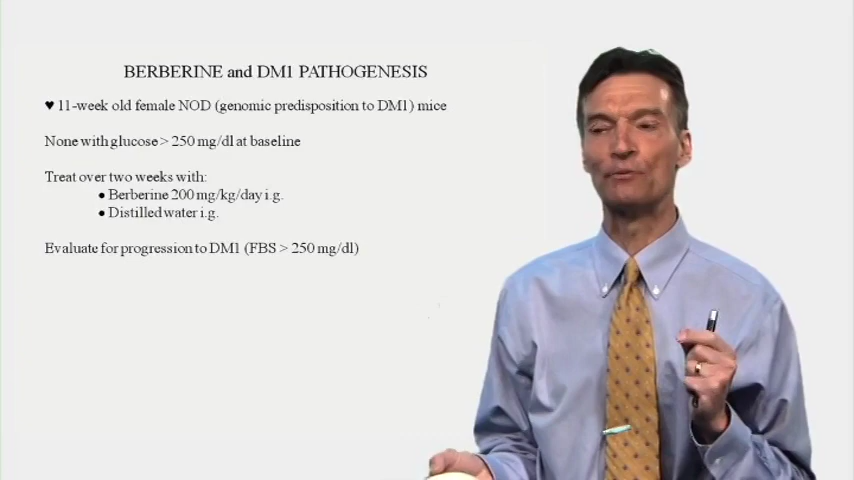 BERBERINE and DM1 PATHOGENESIS
♥ 11-week old female NOD (genomic predisposition to DM1) mice
None with glucose > 250 mg/dl at baseline
Treat over two weeks with:
● Berberine 200 mg/kg/day i.g.
● Distilled water i.g.
Evaluate for progression to DM1 (FBS > 250 mg/dl)